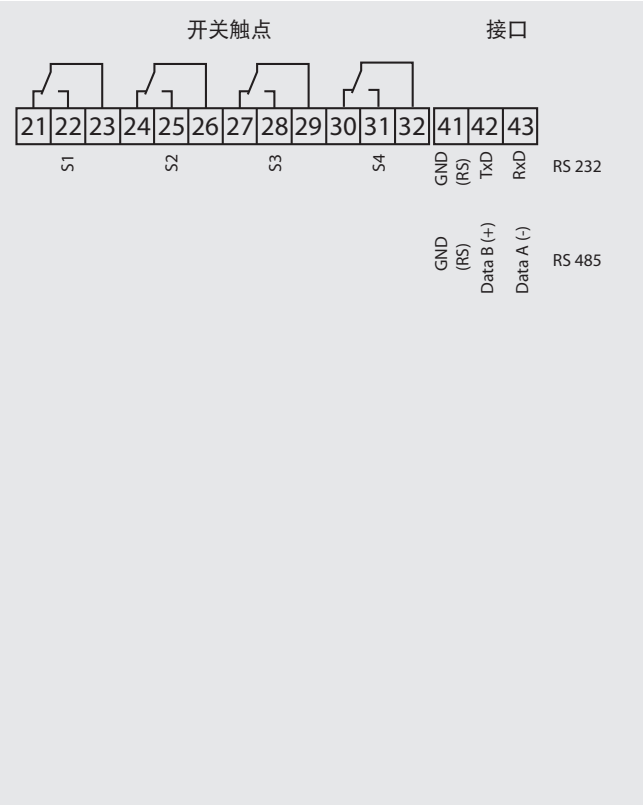 开关触点 接口
21 22 23 24 25 26 27 28 29 30 31 32 41 42 43
S1 S2 S3 S4 GND (RS) TxD RxD RS 232
GND (RS) Data B (+) Data A (-) RS 485